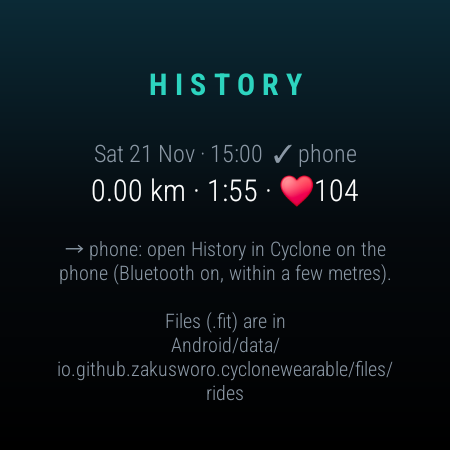 HISTORY
Sat 21 Nov · 15:00 ✓ phone
0.00 km · 1:55 · ❤️104
→ phone: open History in Cyclone on the
phone (Bluetooth on, within a few metres).
Files (.fit) are in
Android/data/
io.github.zakusworo.cyclonewearable/files/
rides